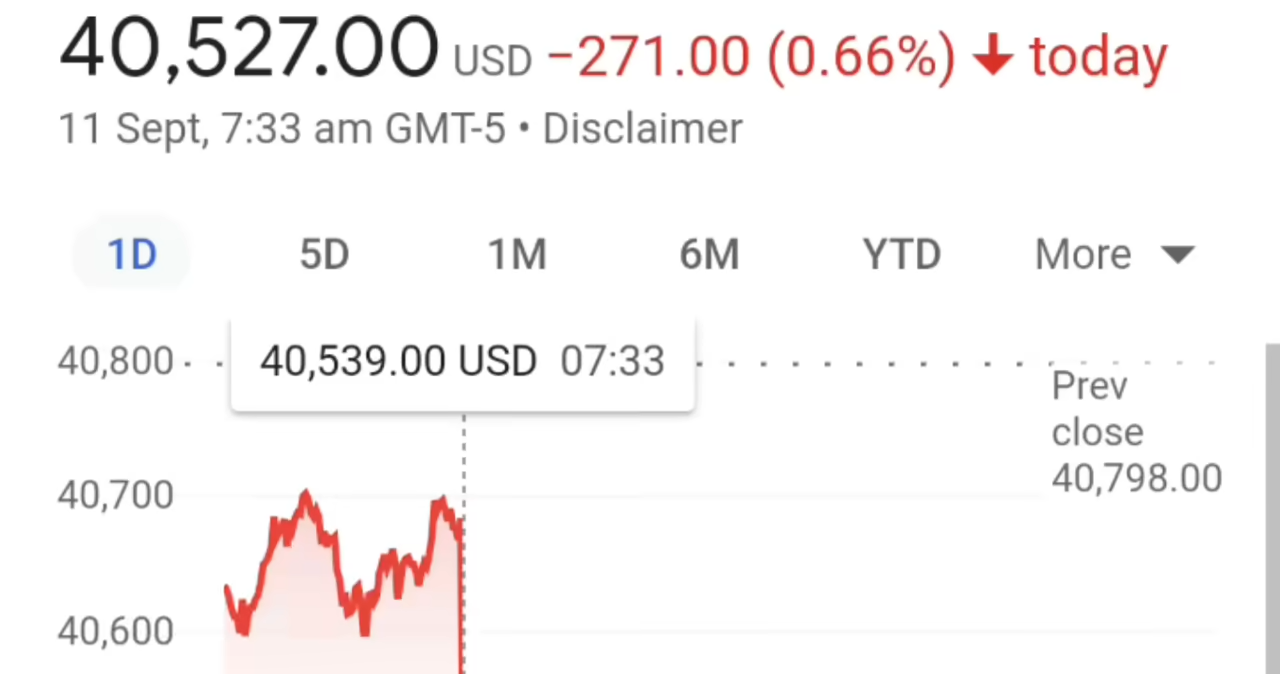 40,527.00 USD −271.00 (0.66%) ↓ today
11 Sept, 7:33 am GMT-5 • Disclaimer
1D 5D 1M 6M YTD More
40,800
40,539.00 USD 07:33
Prev
close
40,798.00
40,700
40,600